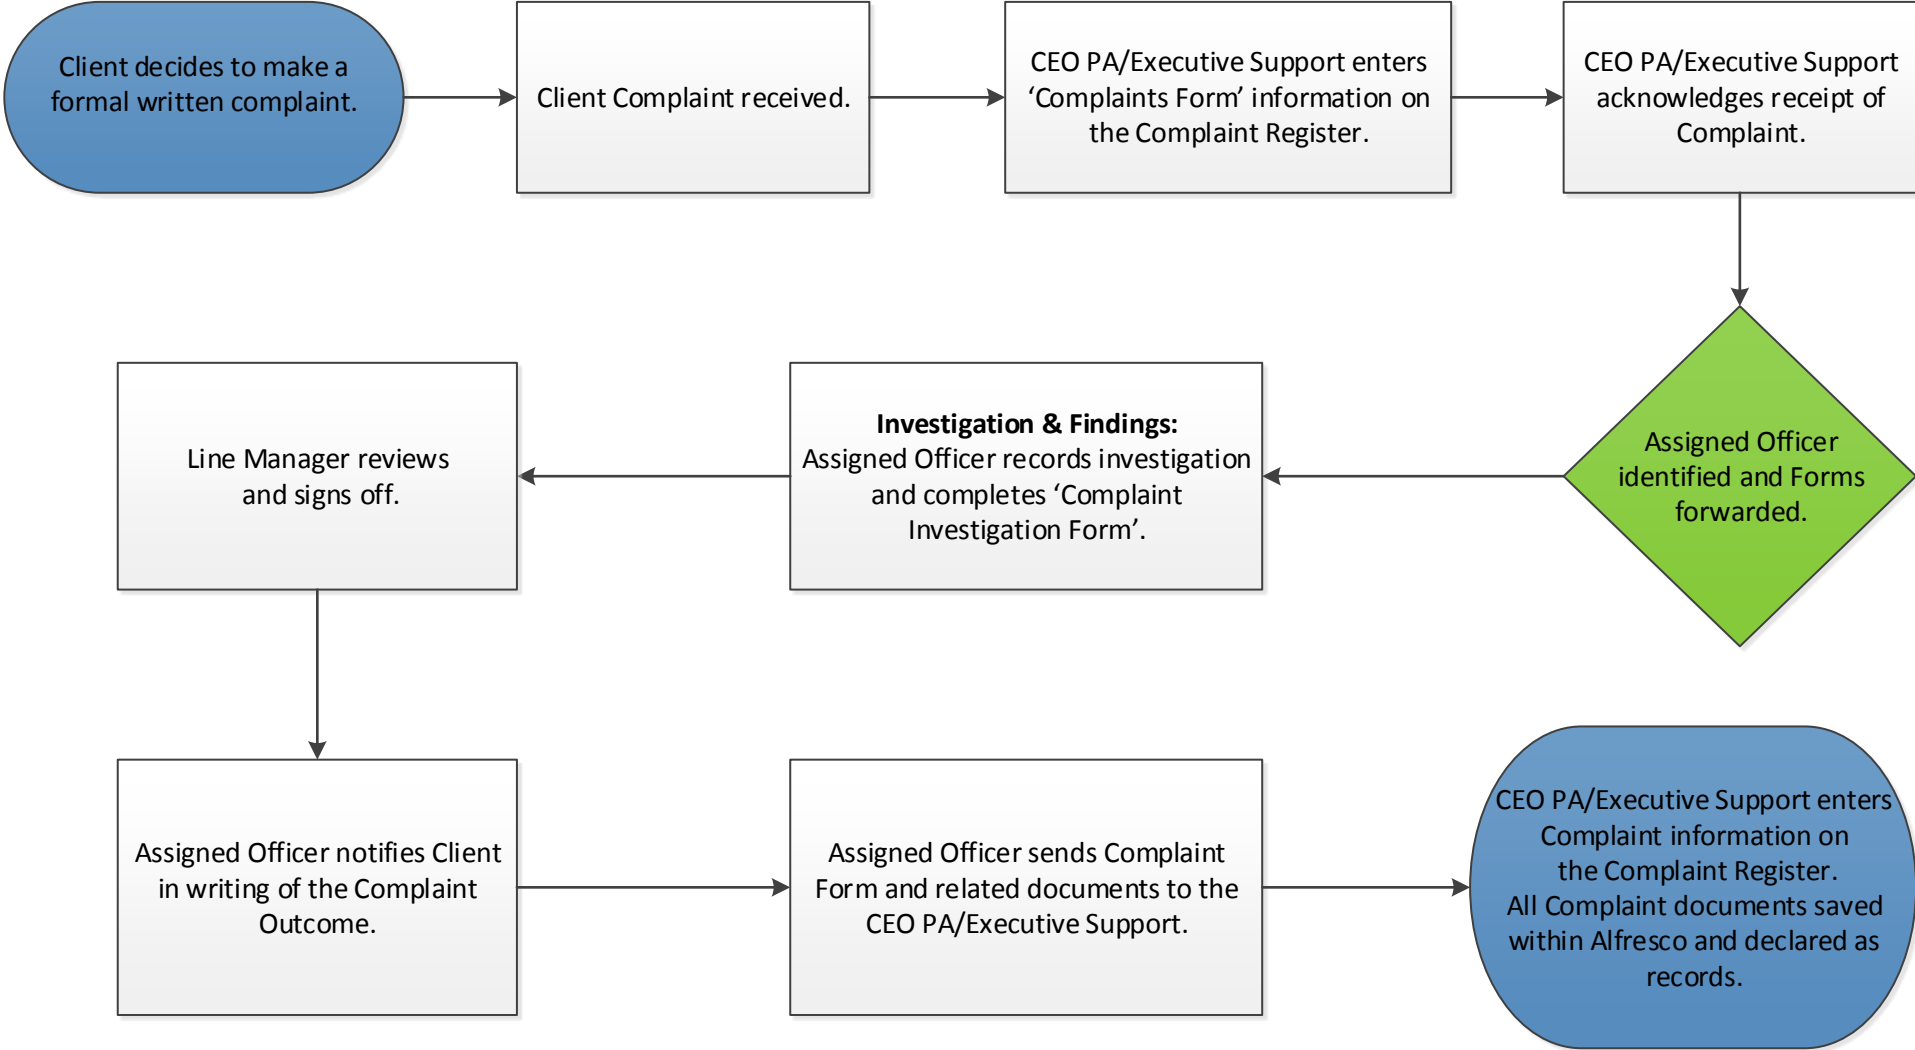 Client decides to make a
formal written complaint.
Client Complaint received.
CEO PA/Executive Support enters
‘Complaints Form’ information on
the Complaint Register.
CEO PA/Executive Support
acknowledges receipt of
Complaint.
Assigned Officer
identified and Forms
forwarded.
Investigation & Findings:
Assigned Officer records investigation
and completes ‘Complaint
Investigation Form’.
Line Manager reviews
and signs off.
Assigned Officer notifies Client
in writing of the Complaint
Outcome.
Assigned Officer sends Complaint
Form and related documents to the
CEO PA/Executive Support.
CEO PA/Executive Support enters
Complaint information on
the Complaint Register.
All Complaint documents saved
within Alfresco and declared as
records.